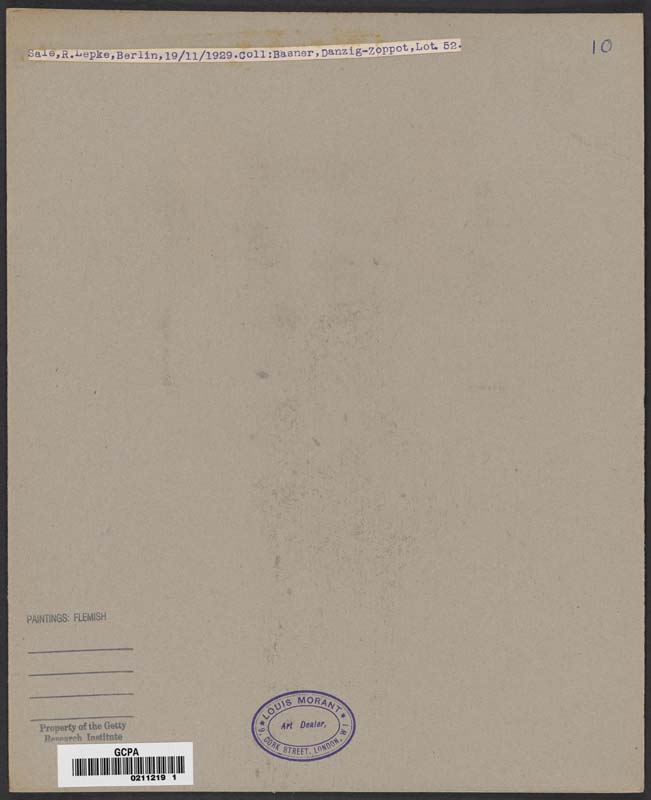 Sale,R.Lepke,Berlin,19/11/1929.Coll:Basner,Danzig-Zoppot,Lot 52.
10
PAINTINGS: FLEMISH
Property of the Getty
Research Institute
GCPA
0211219 1
LOUIS MORANT
Art Dealer,
9, CORK STREET, LONDON, W.1